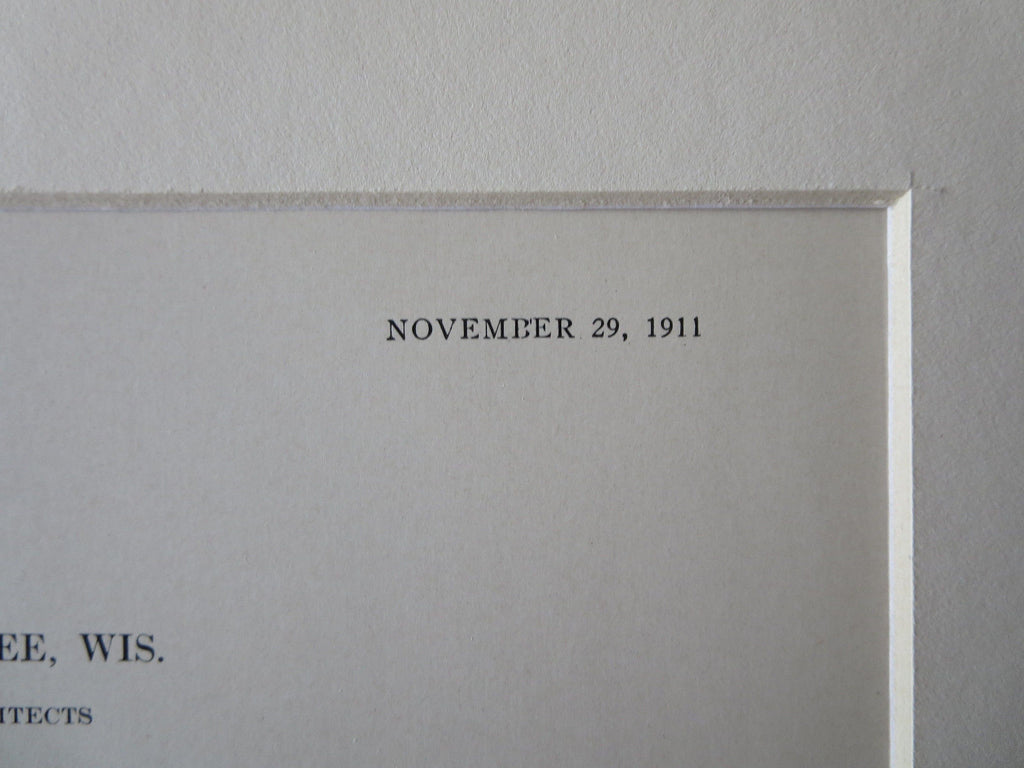 NOVEMBER 29, 1911
EE, WIS.
ITECTS